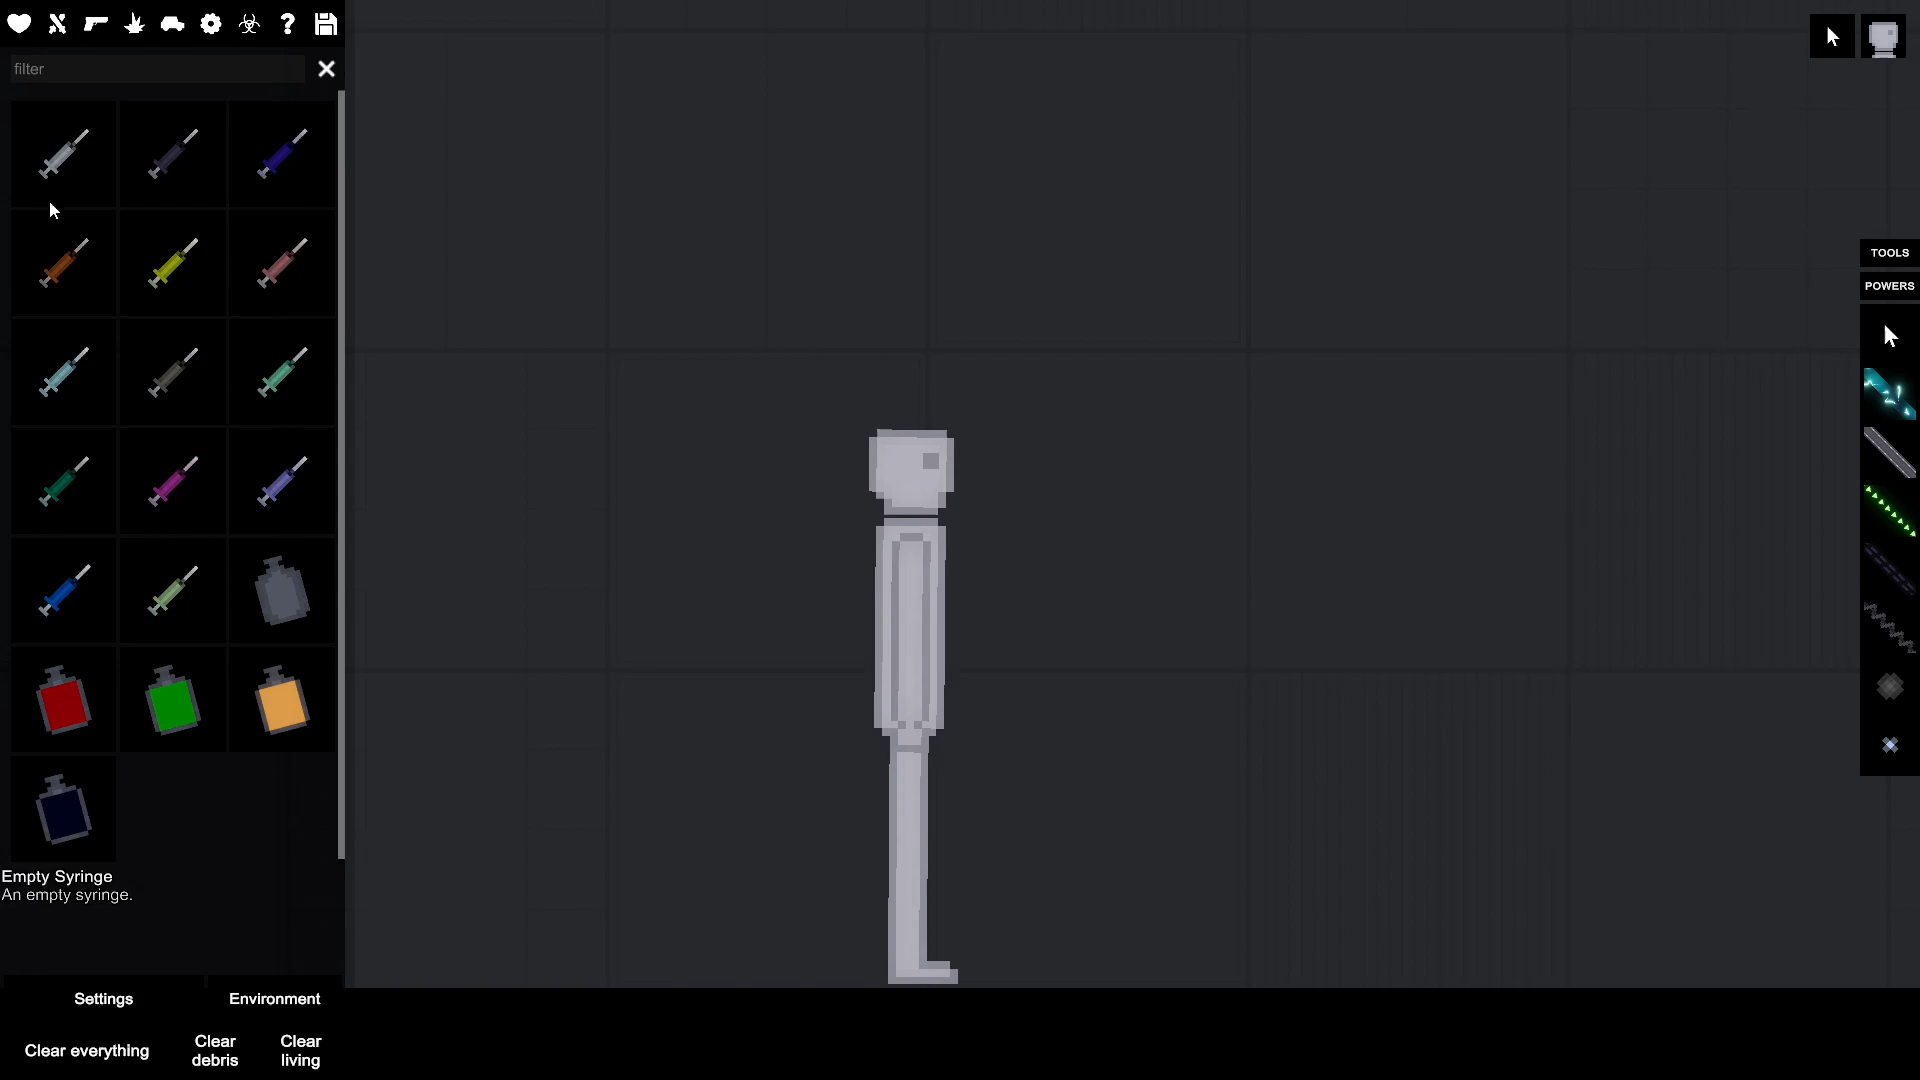 filter
TOOLS
POWERS
Empty Syringe
An empty syringe.
Settings
Environment
Clear everything
Clear
debris
Clear
living